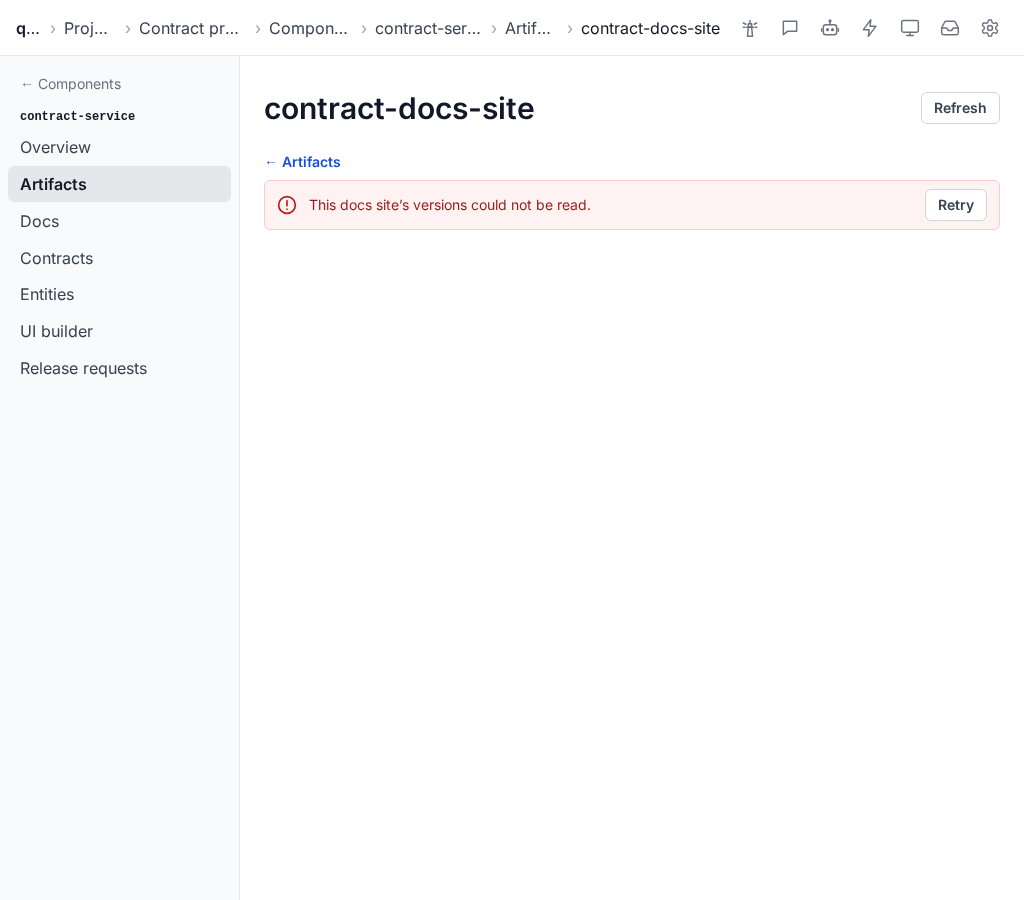 q... › Proj... › Contract pr... › Compon... › contract-ser... › Artif... › contract-docs-site
← Components
contract-service
Overview
Artifacts
Docs
Contracts
Entities
UI builder
Release requests
contract-docs-site
Refresh
← Artifacts
This docs site’s versions could not be read.
Retry